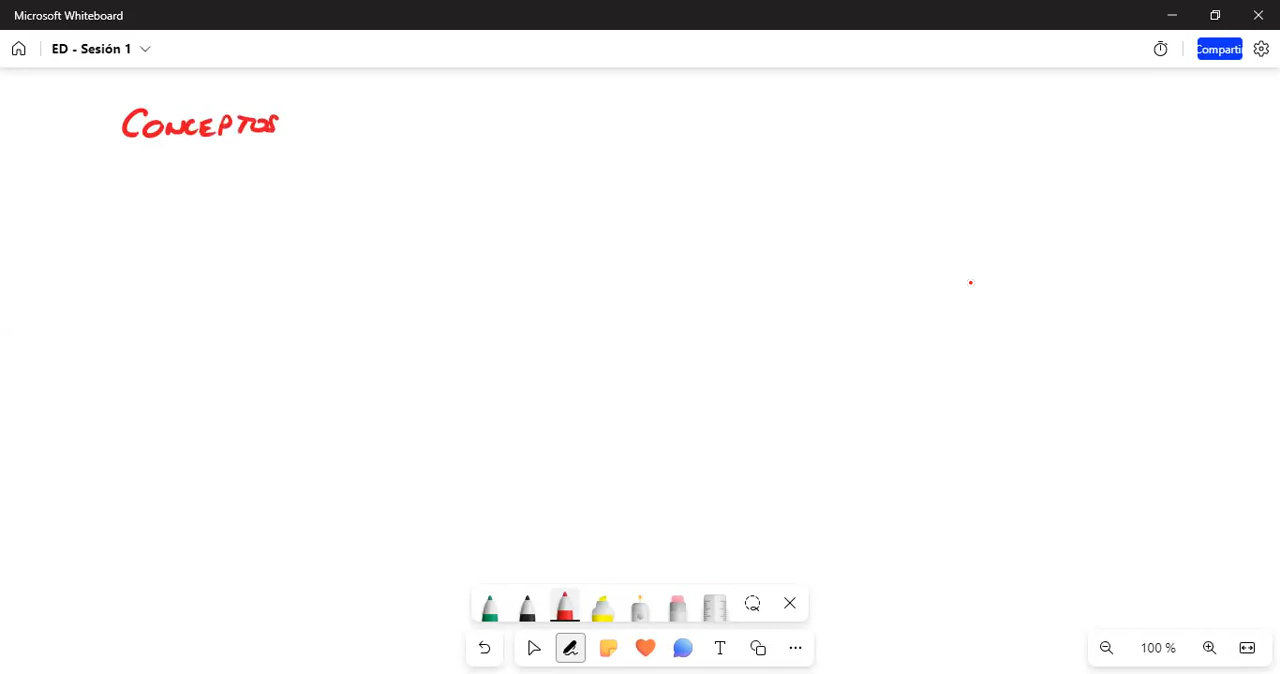 Microsoft Whiteboard
ED - Sesión 1
Comparti
CONCEPTOS
T
100 %